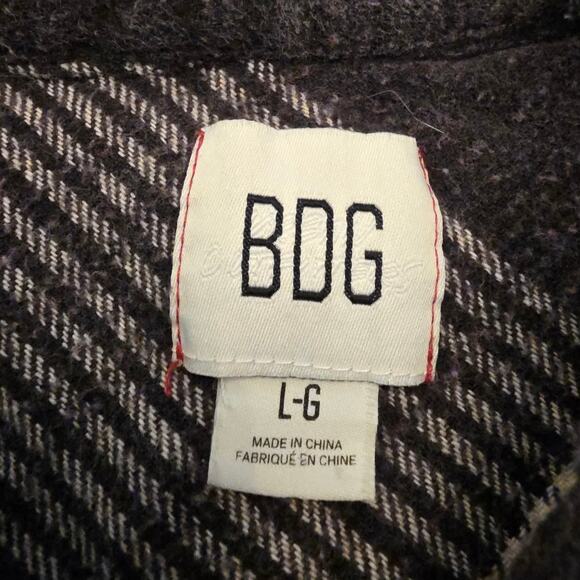 BDG
L-G
MADE IN CHINA
FABRIQUÉ EN CHINE